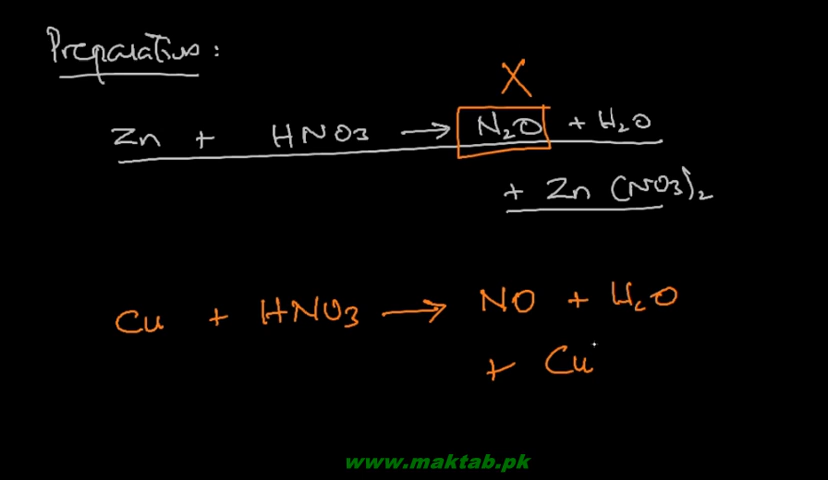 Preparation :
X
Zn + HNO3 → N₂O + H₂O
+ Zn (NO3)₂
Cu + HNO3 → NO + H₂O
+ Cu
www.maktab.pk